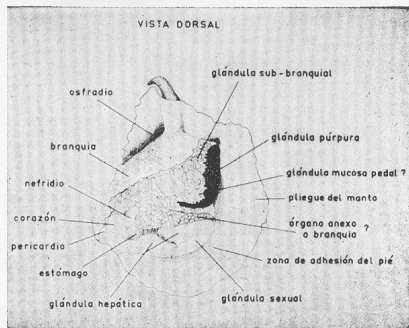 VISTA DORSAL
glándula sub-branquial
osfradio
glándula púrpura
branquia
glándula mucosa pedal ?
nefridio
pliegue del manto
corazón
órgano anexo
a branquia ?
pericardio
zona de adhesión del pié
estómago
glándula hepática
glándula sexual